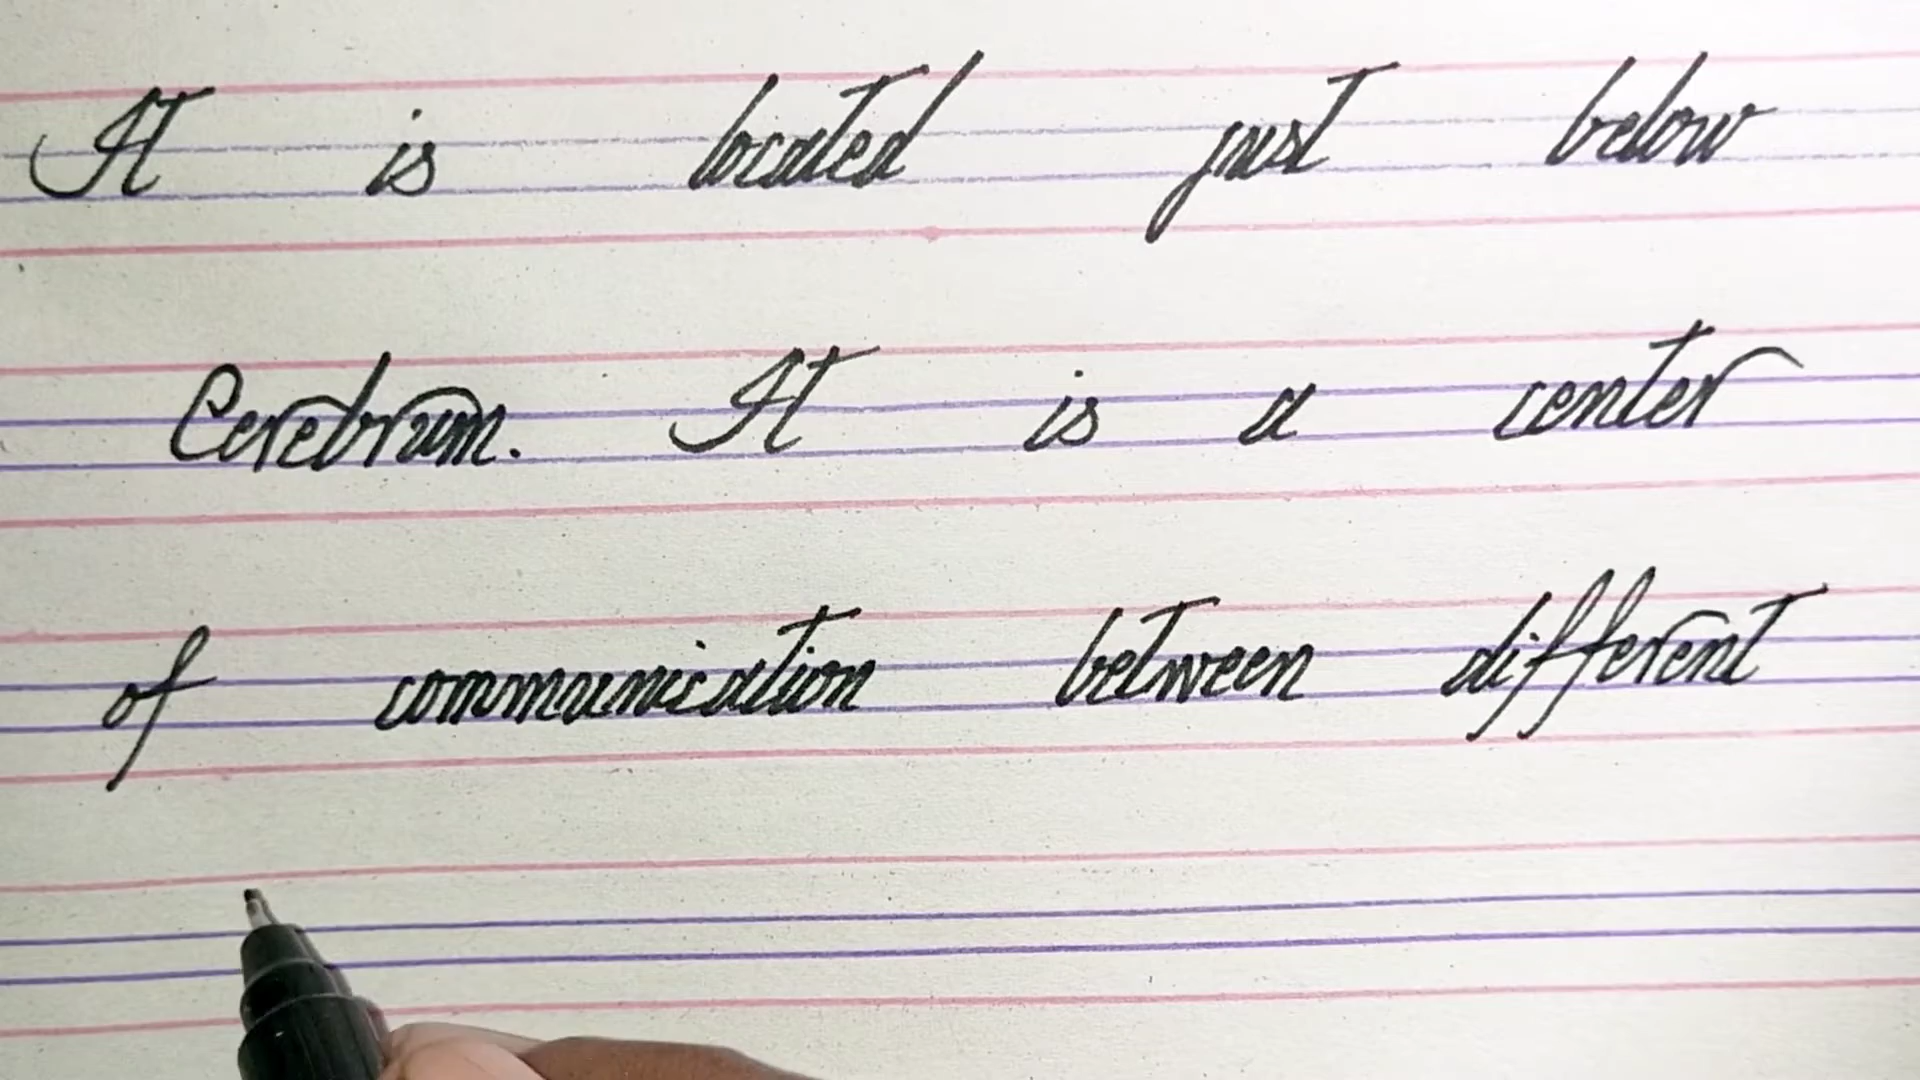 It is located just below
Cerebrum. It is a center
of communication between different